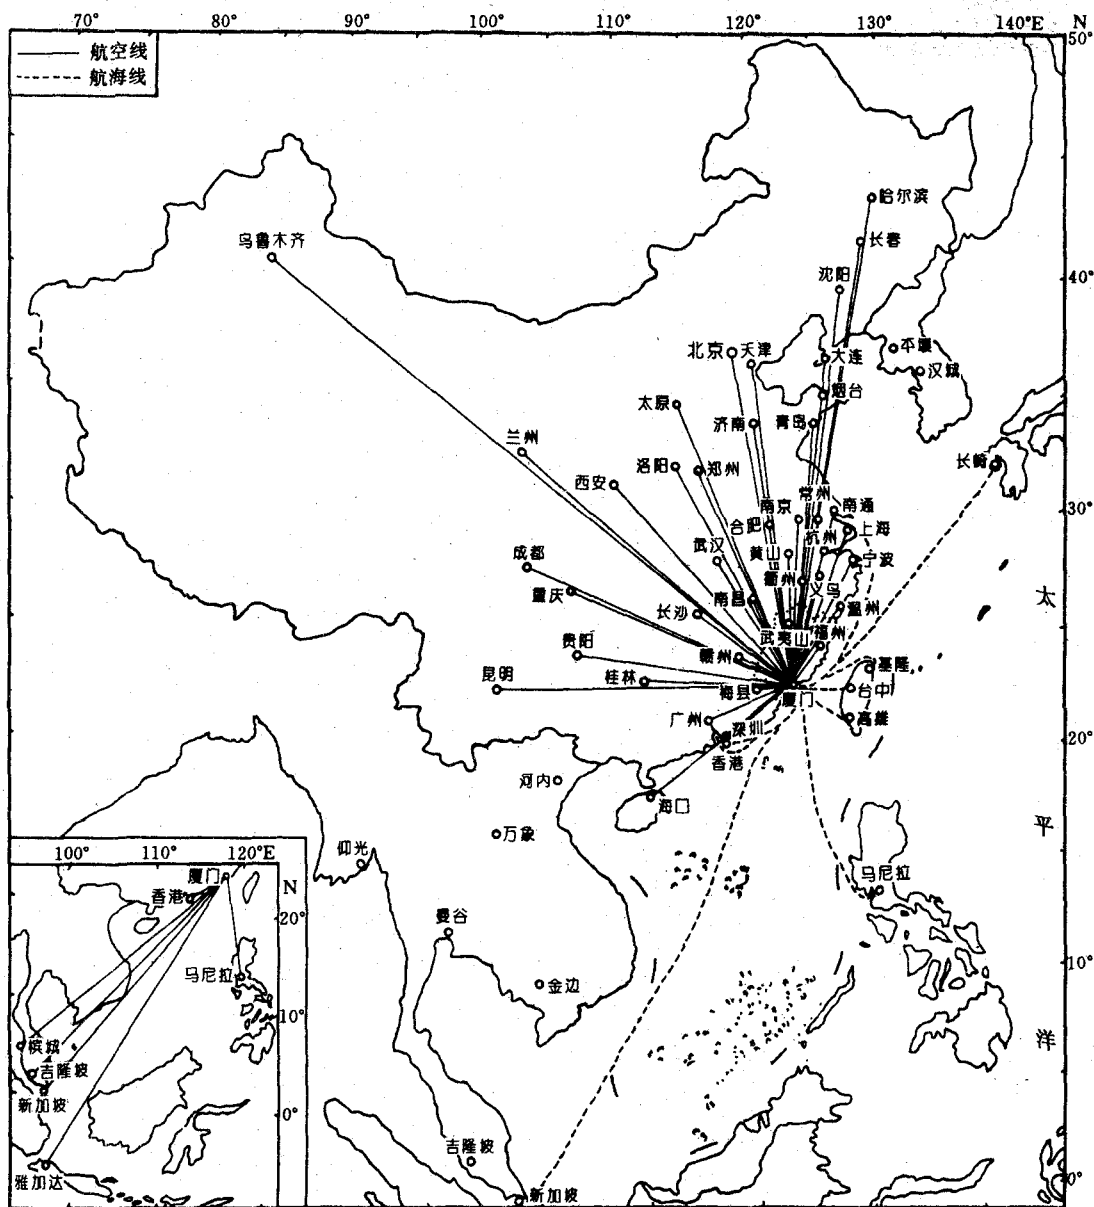 70°
80°
90°
100°
110°
120°
130°
140°E
N
50°
航空线
航海线
哈尔滨
乌鲁木齐
长春
沈阳
40°
北京
天津
大连
平壤
汉城
烟台
太原
济南
青岛
兰州
洛阳
郑州
长崎
西安
常州
南京
南通
30°
合肥
上海
武汉
黄山
杭州
成都
宁波
衢州
义乌
重庆
南昌
温州
太
长沙
武夷山
福州
贵阳
赣州
基隆
昆明
桂林
梅县
台中
厦门
广州
深圳
高雄
20°
香港
河内
海口
万象
平
仰光
马尼拉
曼谷
10°
金边
洋
吉隆坡
新加坡
0°
100°
110°
120°E
N
厦门
香港
20°
马尼拉
10°
槟城
吉隆坡
新加坡
0°
雅加达